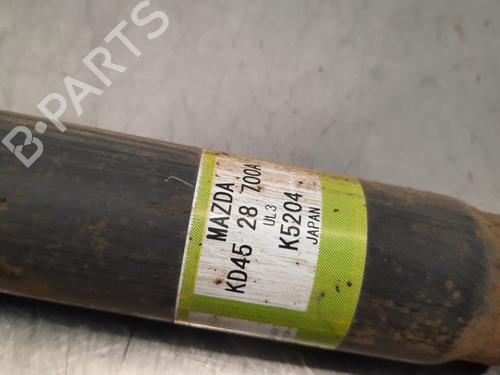 B-PARTS
MAZDA
KD45 28 700A
UL3
K5204
JAPAN